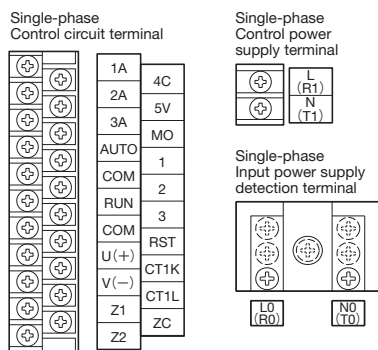 Single-phase
Control circuit terminal
1A
2A
3A
AUTO
COM
RUN
COM
U(+)
V(−)
Z1
Z2
4C
5V
MO
1
2
3
RST
CT1K
CT1L
ZC
Single-phase
Control power
supply terminal
L
(R1)
N
(T1)
Single-phase
Input power supply
detection terminal
L0
(R0)
N0
(T0)